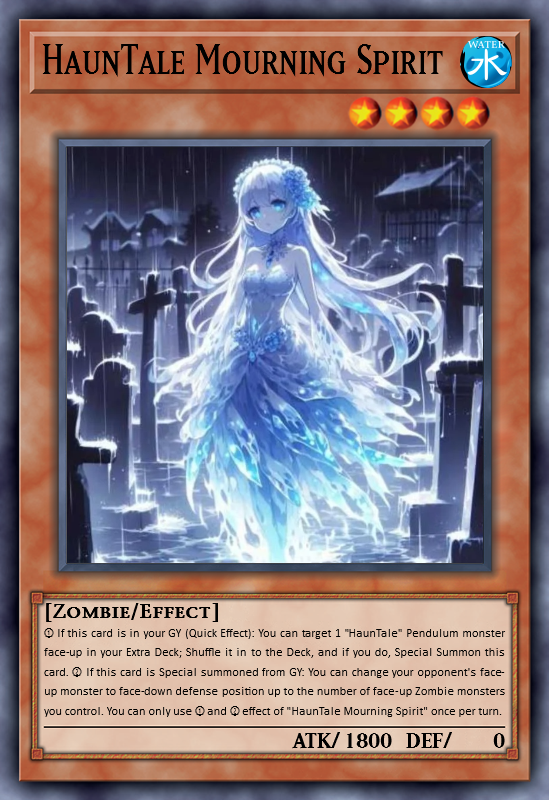 HaunTale Mourning Spirit
WATER
水
[Zombie/Effect]
① If this card is in your GY (Quick Effect): You can target 1 "HaunTale" Pendulum monster
face-up in your Extra Deck; Shuffle it in to the Deck, and if you do, Special Summon this
card. ② If this card is Special summoned from GY: You can change your opponent's face-
up monster to face-down defense position up to the number of face-up Zombie monsters
you control. You can only use ① and ② effect of "HaunTale Mourning Spirit" once per turn.
ATK/ 1800 DEF/ 0